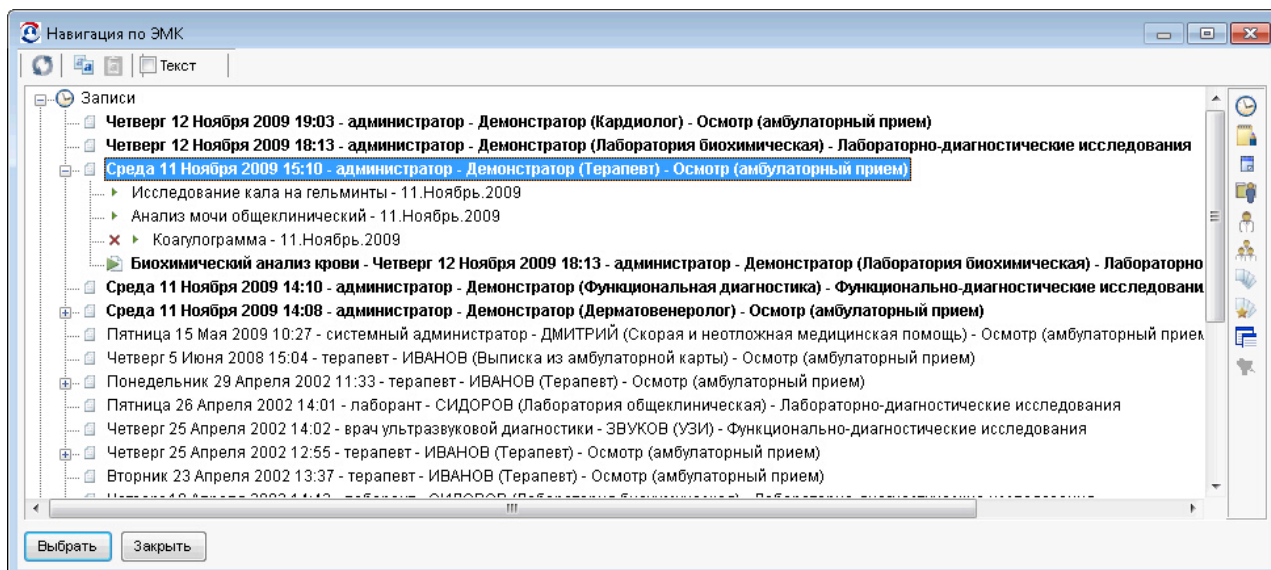 Навигация по ЭМК
Текст
Записи
Четверг 12 Ноября 2009 19:03 - администратор - Демонстратор (Кардиолог) - Осмотр (амбулаторный прием)
Четверг 12 Ноября 2009 18:13 - администратор - Демонстратор (Лаборатория биохимическая) - Лабораторно-диагностические исследования
Среда 11 Ноября 2009 15:10 - администратор - Демонстратор (Терапевт) - Осмотр (амбулаторный прием)
Исследование кала на гельминты - 11.Ноябрь.2009
Анализ мочи общеклинический - 11.Ноябрь.2009
Коагулограмма - 11.Ноябрь.2009
Биохимический анализ крови - Четверг 12 Ноября 2009 18:13 - администратор - Демонстратор (Лаборатория биохимическая) - Лабораторно
Среда 11 Ноября 2009 14:10 - администратор - Демонстратор (Функциональная диагностика) - Функционально-диагностические
Среда 11 Ноября 2009 14:08 - администратор - Демонстратор (Дерматовенеролог) - Осмотр (амбулаторный прием)
Пятница 15 Мая 2009 10:27 - системный администратор - ДМИТРИЙ (Скорая и неотложная медицинская помощь) - Осмотр (амбулаторный
Четверг 5 Июня 2008 15:04 - терапевт - ИВАНОВ (Выписка из амбулаторной карты) - Осмотр (амбулаторный прием)
Понедельник 29 Апреля 2002 11:33 - терапевт - ИВАНОВ (Терапевт) - Осмотр (амбулаторный прием)
Пятница 26 Апреля 2002 14:01 - лаборант - СИДОРОВ (Лаборатория общеклиническая) - Лабораторно-диагностические исследования
Четверг 25 Апреля 2002 14:02 - врач ультразвуковой диагностики - ЗВУКОВ (УЗИ) - Функционально-диагностические исследования
Четверг 25 Апреля 2002 12:55 - терапевт - ИВАНОВ (Терапевт) - Осмотр (амбулаторный прием)
Вторник 23 Апреля 2002 13:37 - терапевт - ИВАНОВ (Терапевт) - Осмотр (амбулаторный прием)
Выбрать Закрыть